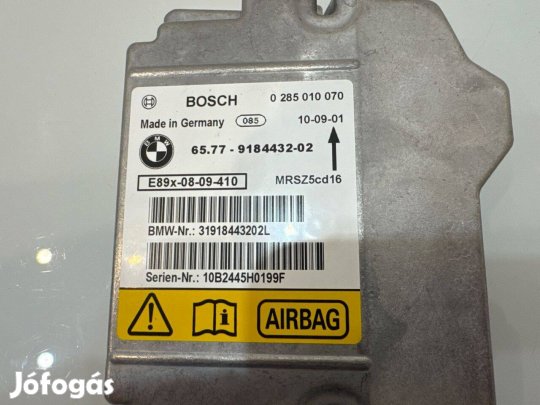 BOSCH 0 285 010 070
Made in Germany 085 10-09-01
BMW 65.77 - 9184432-02
E89x-08-09-410 MRSZ5cd16
BMW-Nr.: 31918443202L
Serien-Nr.: 10B2445H0199F
AIRBAG
Jófogás